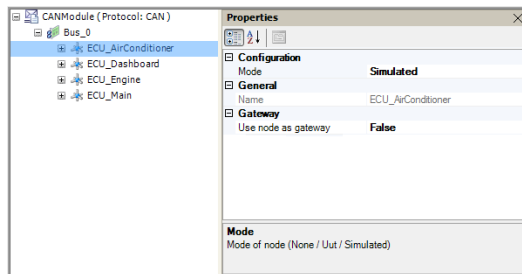 CANModule (Protocol: CAN)
Bus_0
ECU_AirConditioner
ECU_Dashboard
ECU_Engine
ECU_Main
Properties
Configuration
Mode Simulated
General
Name ECU_AirConditioner
Gateway
Use node as gateway False
Mode
Mode of node (None / Uut / Simulated)